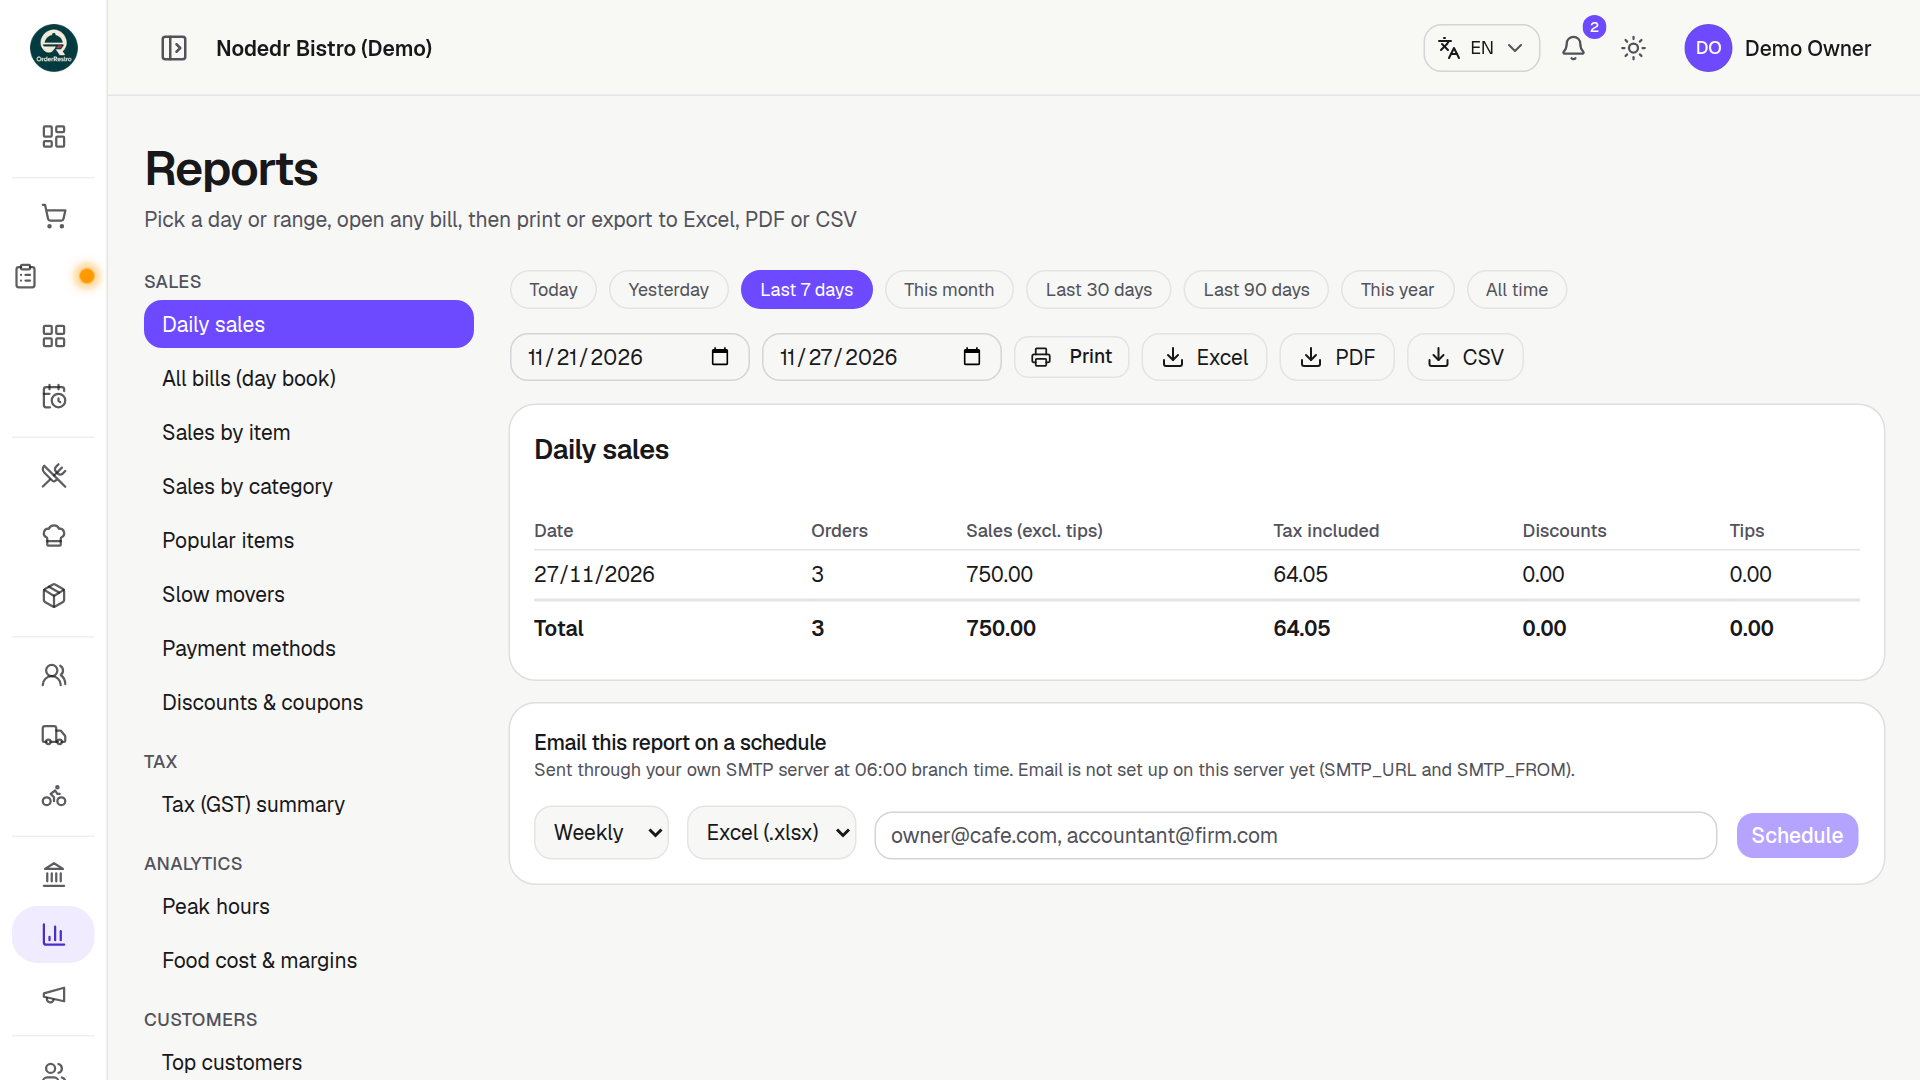 OrderRestro
Nodedr Bistro (Demo)
EN
2
DO
Demo Owner
Reports
Pick a day or range, open any bill, then print or export to Excel, PDF or CSV
SALES
Daily sales
All bills (day book)
Sales by item
Sales by category
Popular items
Slow movers
Payment methods
Discounts & coupons
TAX
Tax (GST) summary
ANALYTICS
Peak hours
Food cost & margins
CUSTOMERS
Top customers
Today Yesterday Last 7 days This month Last 30 days Last 90 days This year All time
11/21/2026 11/27/2026 Print Excel PDF CSV
Daily sales
Date Orders Sales (excl. tips) Tax included Discounts Tips
27/11/2026 3 750.00 64.05 0.00 0.00
Total 3 750.00 64.05 0.00 0.00
Email this report on a schedule
Sent through your own SMTP server at 06:00 branch time. Email is not set up on this server yet (SMTP_URL and SMTP_FROM).
Weekly Excel (.xlsx) owner@cafe.com, accountant@firm.com Schedule